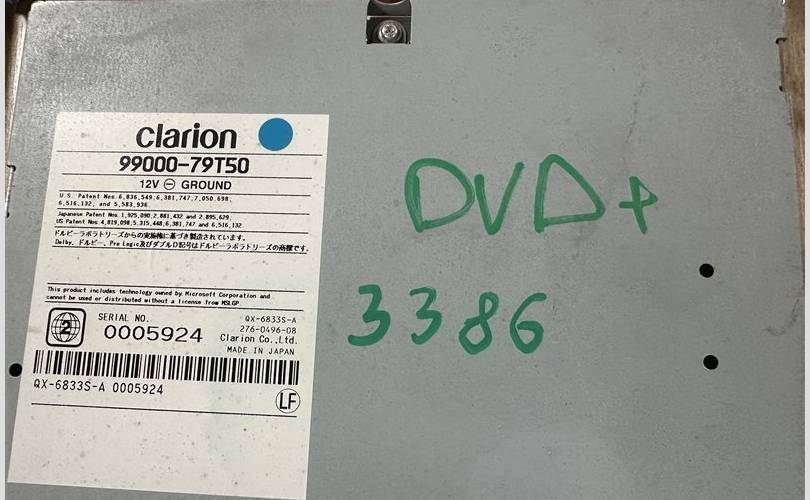 clarion
99000-79T50
12V ⊖ GROUND
U.S. Patent Nos.6,836,549;6,381,747;7,050,698;
6,516,132; and 5,583,936.
Japanese Patent Nos.1,925,090,2,881,432 and 2,895,629.
US Patent Nos.4,819,098;5,315,448;6,381,747 and 6,516,132
ドルビーラボラトリーズからの実施権に基づき製造されています。
Dolby、ドルビー、Pro Logic及びダブルD記号はドルビーラボラトリーズの商標です。
This product includes technology owned by Microsoft Corporation and
cannot be used or distributed without a license from MSLGP
2
SERIAL NO.
0005924
QX-6833S-A
276-0496-08
Clarion Co.,Ltd.
MADE IN JAPAN
QX-6833S-A 0005924
LF
DVD+
3386